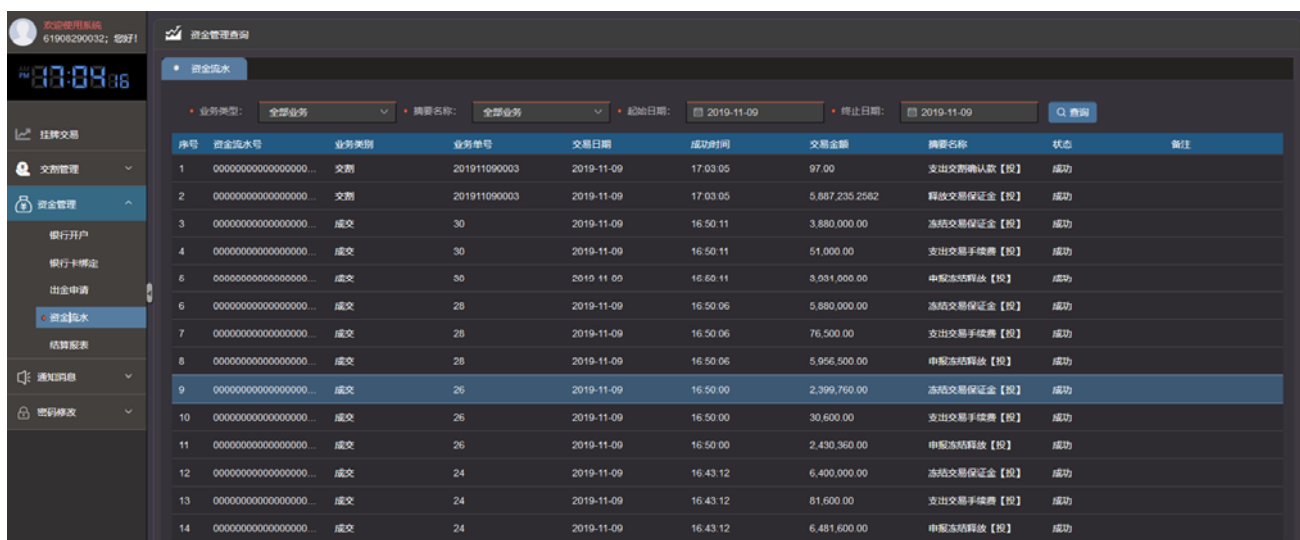 欢迎使用系统
61908290032；您好！
PM 17:04 16
挂牌交易
交割管理
资金管理
银行开户
银行卡绑定
出金申请
资金流水
结算报表
通知消息
密码修改
资金管理查询
资金流水
业务类型： 全部业务 摘要名称： 全部业务 起始日期： 2019-11-09 终止日期： 2019-11-09 查询
序号 资金流水号 业务类别 业务单号 交易日期 成功时间 交易金额 摘要名称 状态 备注
1 00000000000000000... 交割 201911090003 2019-11-09 17:03:05 97.00 支出交割确认款【投】 成功
2 00000000000000000... 交割 201911090003 2019-11-09 17:03:05 5,887,235.2582 释放交易保证金【投】 成功
3 00000000000000000... 成交 30 2019-11-09 16:50:11 3,880,000.00 冻结交易保证金【投】 成功
4 00000000000000000... 成交 30 2019-11-09 16:50:11 51,000.00 支出交易手续费【投】 成功
5 00000000000000000... 成交 30 2019-11-09 16:50:11 3,931,000.00 申报冻结释放【投】 成功
6 00000000000000000... 成交 28 2019-11-09 16:50:06 5,880,000.00 冻结交易保证金【投】 成功
7 00000000000000000... 成交 28 2019-11-09 16:50:06 76,500.00 支出交易手续费【投】 成功
8 00000000000000000... 成交 28 2019-11-09 16:50:06 5,956,500.00 申报冻结释放【投】 成功
9 00000000000000000... 成交 26 2019-11-09 16:50:00 2,399,760.00 冻结交易保证金【投】 成功
10 00000000000000000... 成交 26 2019-11-09 16:50:00 30,600.00 支出交易手续费【投】 成功
11 00000000000000000... 成交 26 2019-11-09 16:50:00 2,430,360.00 申报冻结释放【投】 成功
12 00000000000000000... 成交 24 2019-11-09 16:43:12 6,400,000.00 冻结交易保证金【投】 成功
13 00000000000000000... 成交 24 2019-11-09 16:43:12 81,600.00 支出交易手续费【投】 成功
14 00000000000000000... 成交 24 2019-11-09 16:43:12 6,481,600.00 申报冻结释放【投】 成功